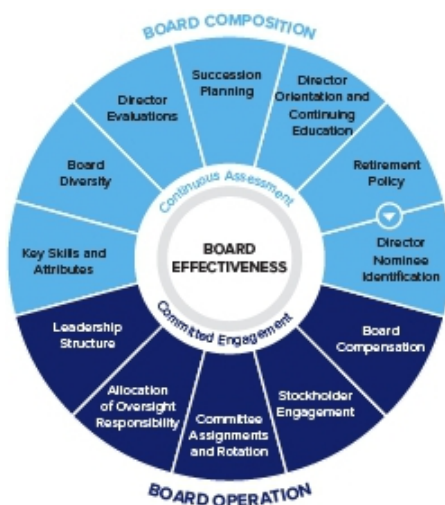 BOARD COMPOSITION
Succession
Planning
Director
Orientation and
Continuing
Education
Retirement
Policy
Director
Nominee
Identification
Board
Compensation
Stockholder
Engagement
Committee
Assignments
and Rotation
Allocation
of Oversight
Responsibility
Leadership
Structure
Key Skills and
Attributes
Board
Diversity
Director
Evaluations
Continuous Assessment
BOARD
EFFECTIVENESS
Committed Engagement
BOARD OPERATION